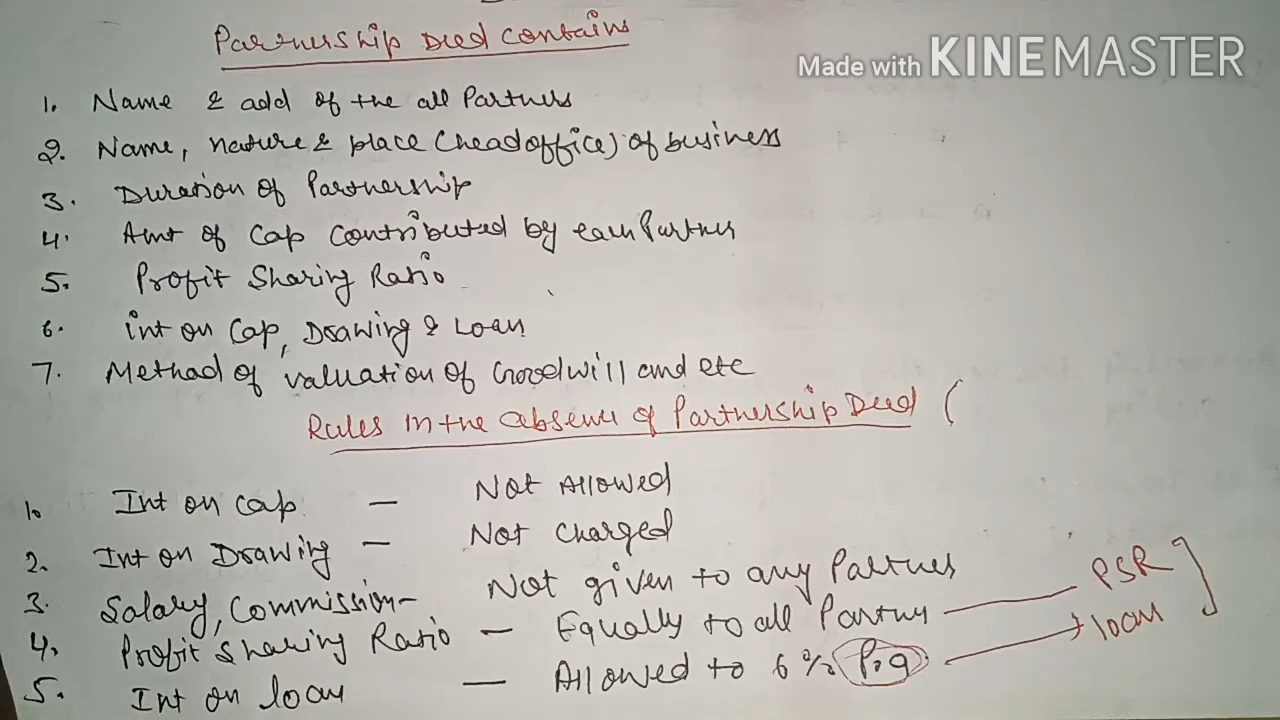 Partnership Deed contains
Made with KINEMASTER
1. Name & add of the all Partners
2. Name, nature & place (headoffice) of business
3. Duration of Partnership
4. Amt of Cap contributed by each Partner
5. Profit Sharing Ratio
6. int on Cap, Drawing & Loan
7. Method of valuation of Goodwill and etc
Rules in the absence of Partnership Deed (
1. Int on cap — Not Allowed
2. Int on Drawing — Not Charged
3. Salary, Commission — Not given to any Partner
4. Profit Sharing Ratio — Equally to all Partner — PSR
5. Int on loan — Allowed to 6% P.a → loan